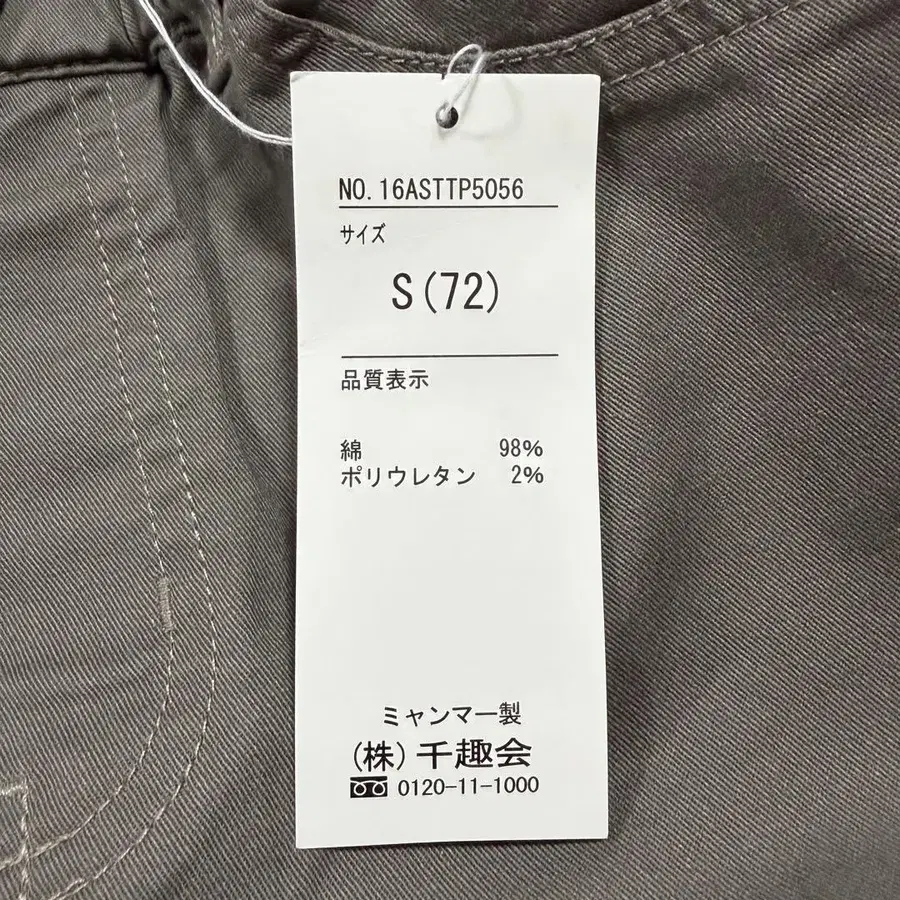 NO.16ASTTP5056
サイズ
S(72)
品質表示
綿 98%
ポリウレタン 2%
ミャンマー製
(株)千趣会
0120-11-1000